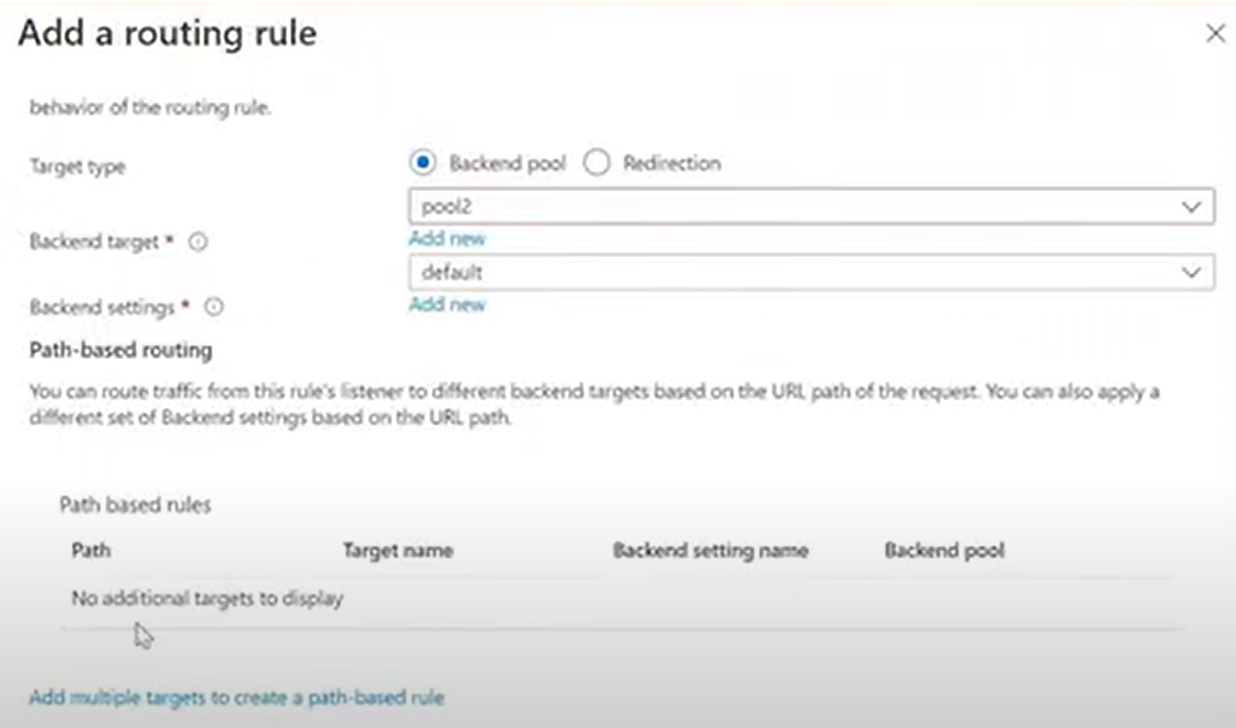 Add a routing rule
behavior of the routing rule.
Target type
Backend pool Redirection
pool2
Backend target *
Add new
default
Backend settings *
Add new
Path-based routing
You can route traffic from this rule's listener to different backend targets based on the URL path of the request. You can also apply a
different set of Backend settings based on the URL path.
Path based rules
Path Target name Backend setting name Backend pool
No additional targets to display
Add multiple targets to create a path-based rule